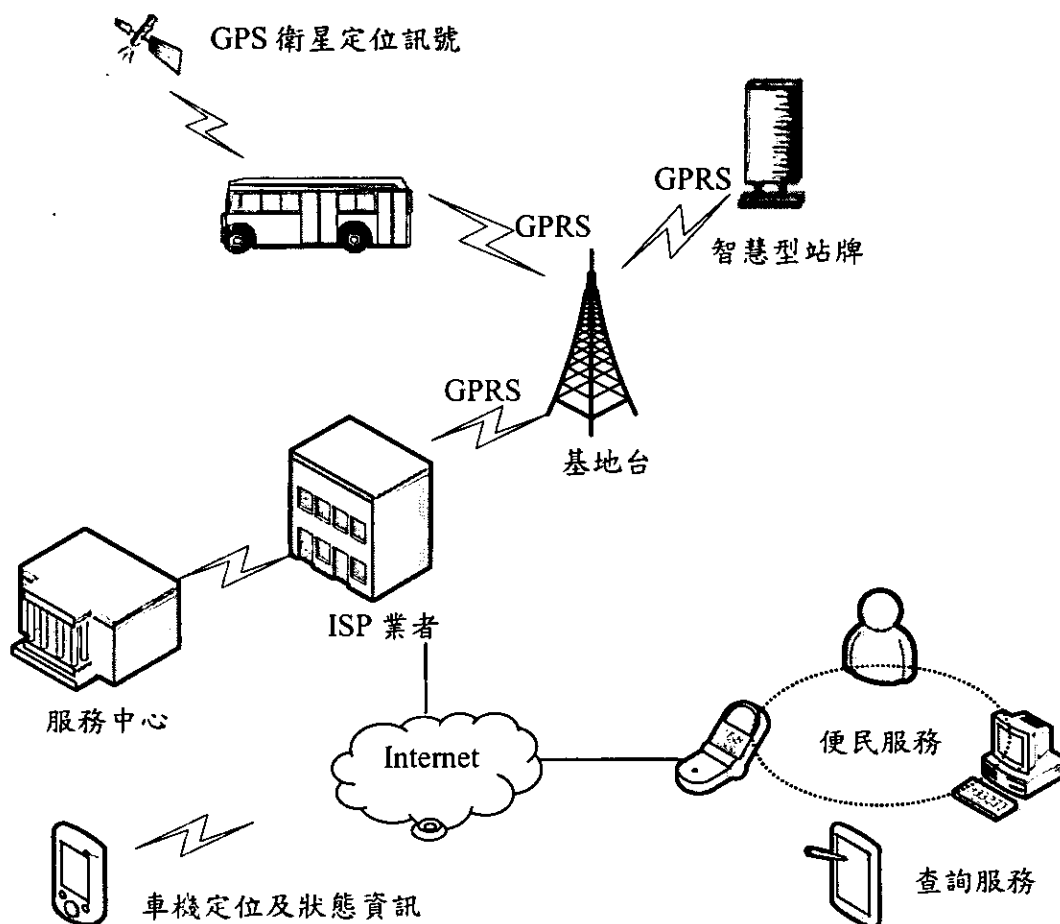 GPS 衛星定位訊號
GPRS
智慧型站牌
GPRS
GPRS
基地台
ISP 業者
服務中心
Internet
便民服務
車機定位及狀態資訊
查詢服務